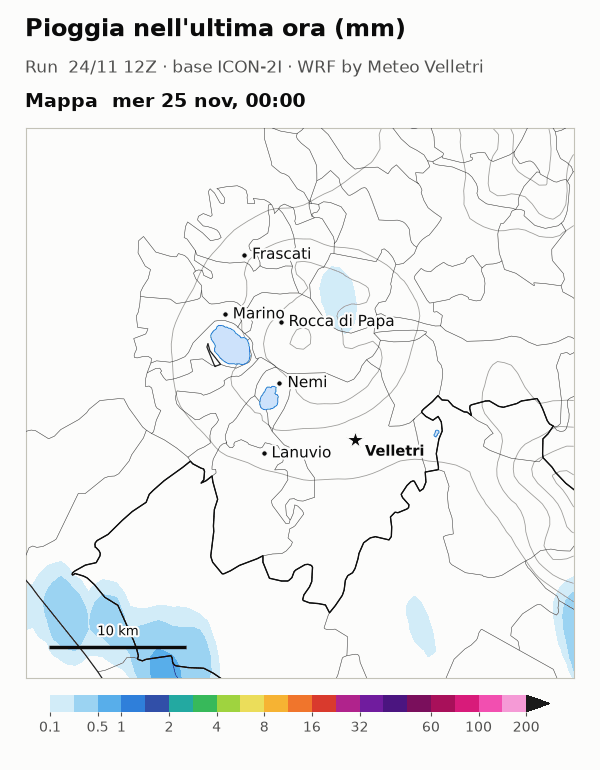 Pioggia nell'ultima ora (mm)
Run 24/11 12Z · base ICON-2I · WRF by Meteo Velletri
Mappa mer 25 nov, 00:00
Frascati
Marino
Rocca di Papa
Nemi
Velletri
Lanuvio
10 km
0.1 0.5 1 2 4 8 16 32 60 100 200